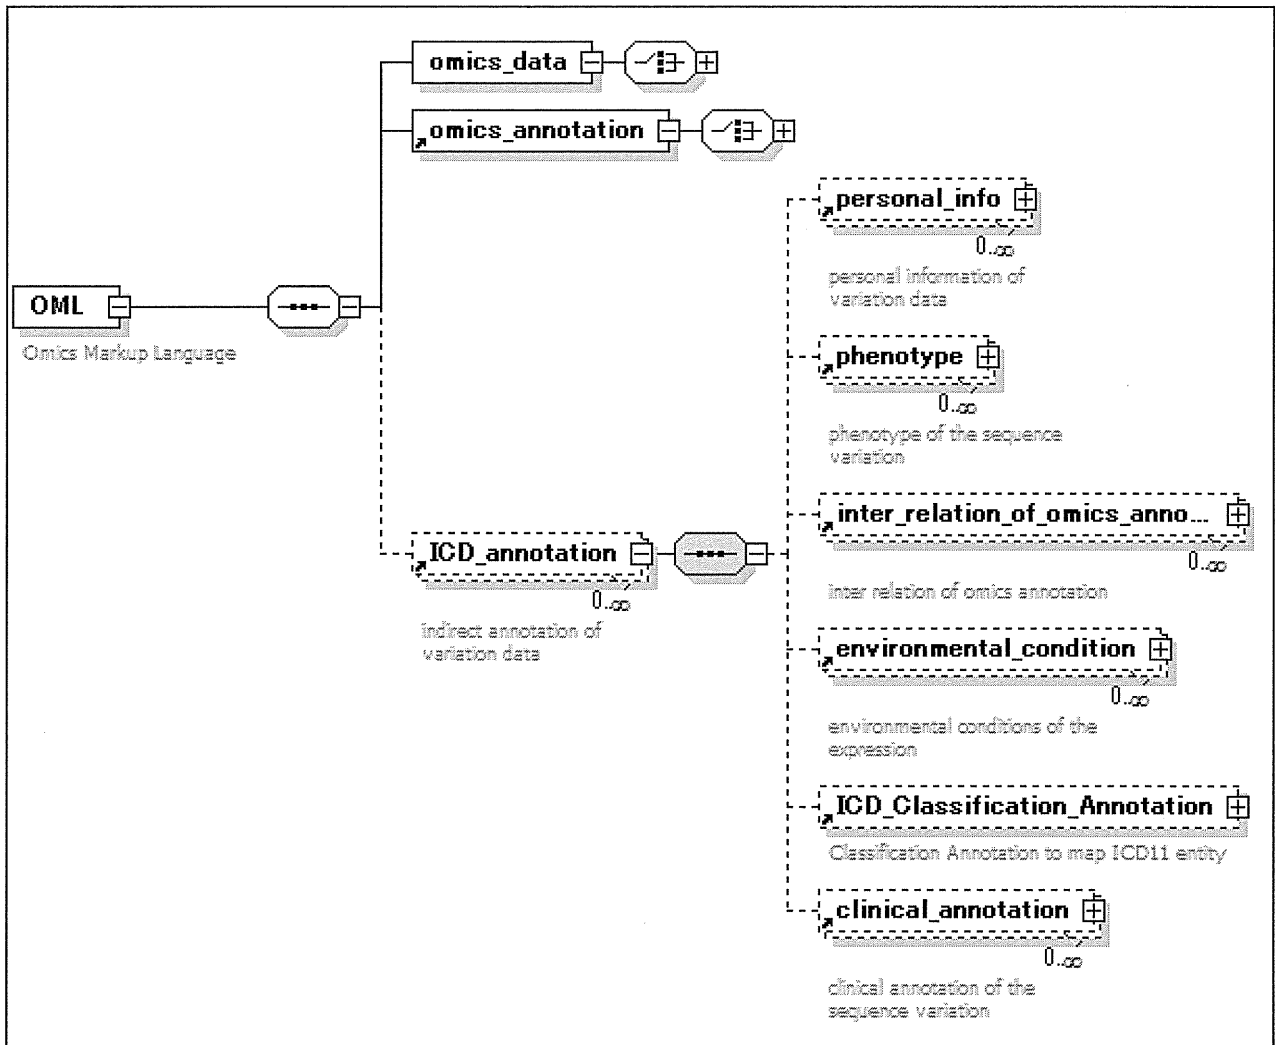 omics_data
omics_annotation
personal_info
0..∞
personal information of
variation data
OML
Omics Markup Language
phenotype
0..∞
phenotype of the sequence
variation
inter_relation_of_omics_anno...
0..∞
inter relation of omics annotation
ICD_annotation
0..∞
indirect annotation of
variation data
environmental_condition
0..∞
environmental conditions of the
expression
ICD_Classification_Annotation
Classification Annotation to map ICD11 entity
clinical_annotation
0..∞
clinical annotation of the
sequence variation